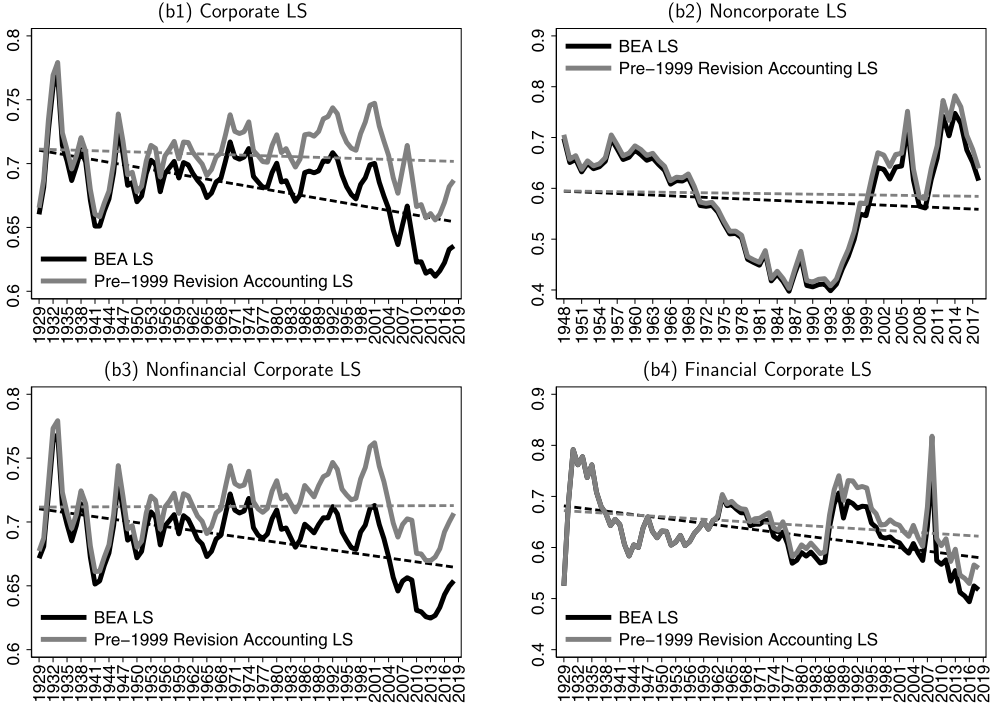 (b1) Corporate LS
0.8
0.75
0.7
0.65
0.6
BEA LS
Pre−1999 Revision Accounting LS
1929 1932 1935 1938 1941 1944 1947 1950 1953 1956 1959 1962 1965 1968 1971 1974 1977 1980 1983 1986 1989 1992 1995 1998 2001 2004 2007 2010 2013 2016 2019
(b2) Noncorporate LS
0.9
0.8
0.7
0.6
0.5
0.4
BEA LS
Pre−1999 Revision Accounting LS
1948 1951 1954 1957 1960 1963 1966 1969 1972 1975 1978 1981 1984 1987 1990 1993 1996 1999 2002 2005 2008 2011 2014 2017
(b3) Nonfinancial Corporate LS
0.8
0.75
0.7
0.65
0.6
BEA LS
Pre−1999 Revision Accounting LS
1929 1932 1935 1938 1941 1944 1947 1950 1953 1956 1959 1962 1965 1968 1971 1974 1977 1980 1983 1986 1989 1992 1995 1998 2001 2004 2007 2010 2013 2016 2019
(b4) Financial Corporate LS
0.9
0.8
0.7
0.6
0.5
0.4
BEA LS
Pre−1999 Revision Accounting LS
1929 1932 1935 1938 1941 1944 1947 1950 1953 1956 1959 1962 1965 1968 1971 1974 1977 1980 1983 1986 1989 1992 1995 1998 2001 2004 2007 2010 2013 2016 2019